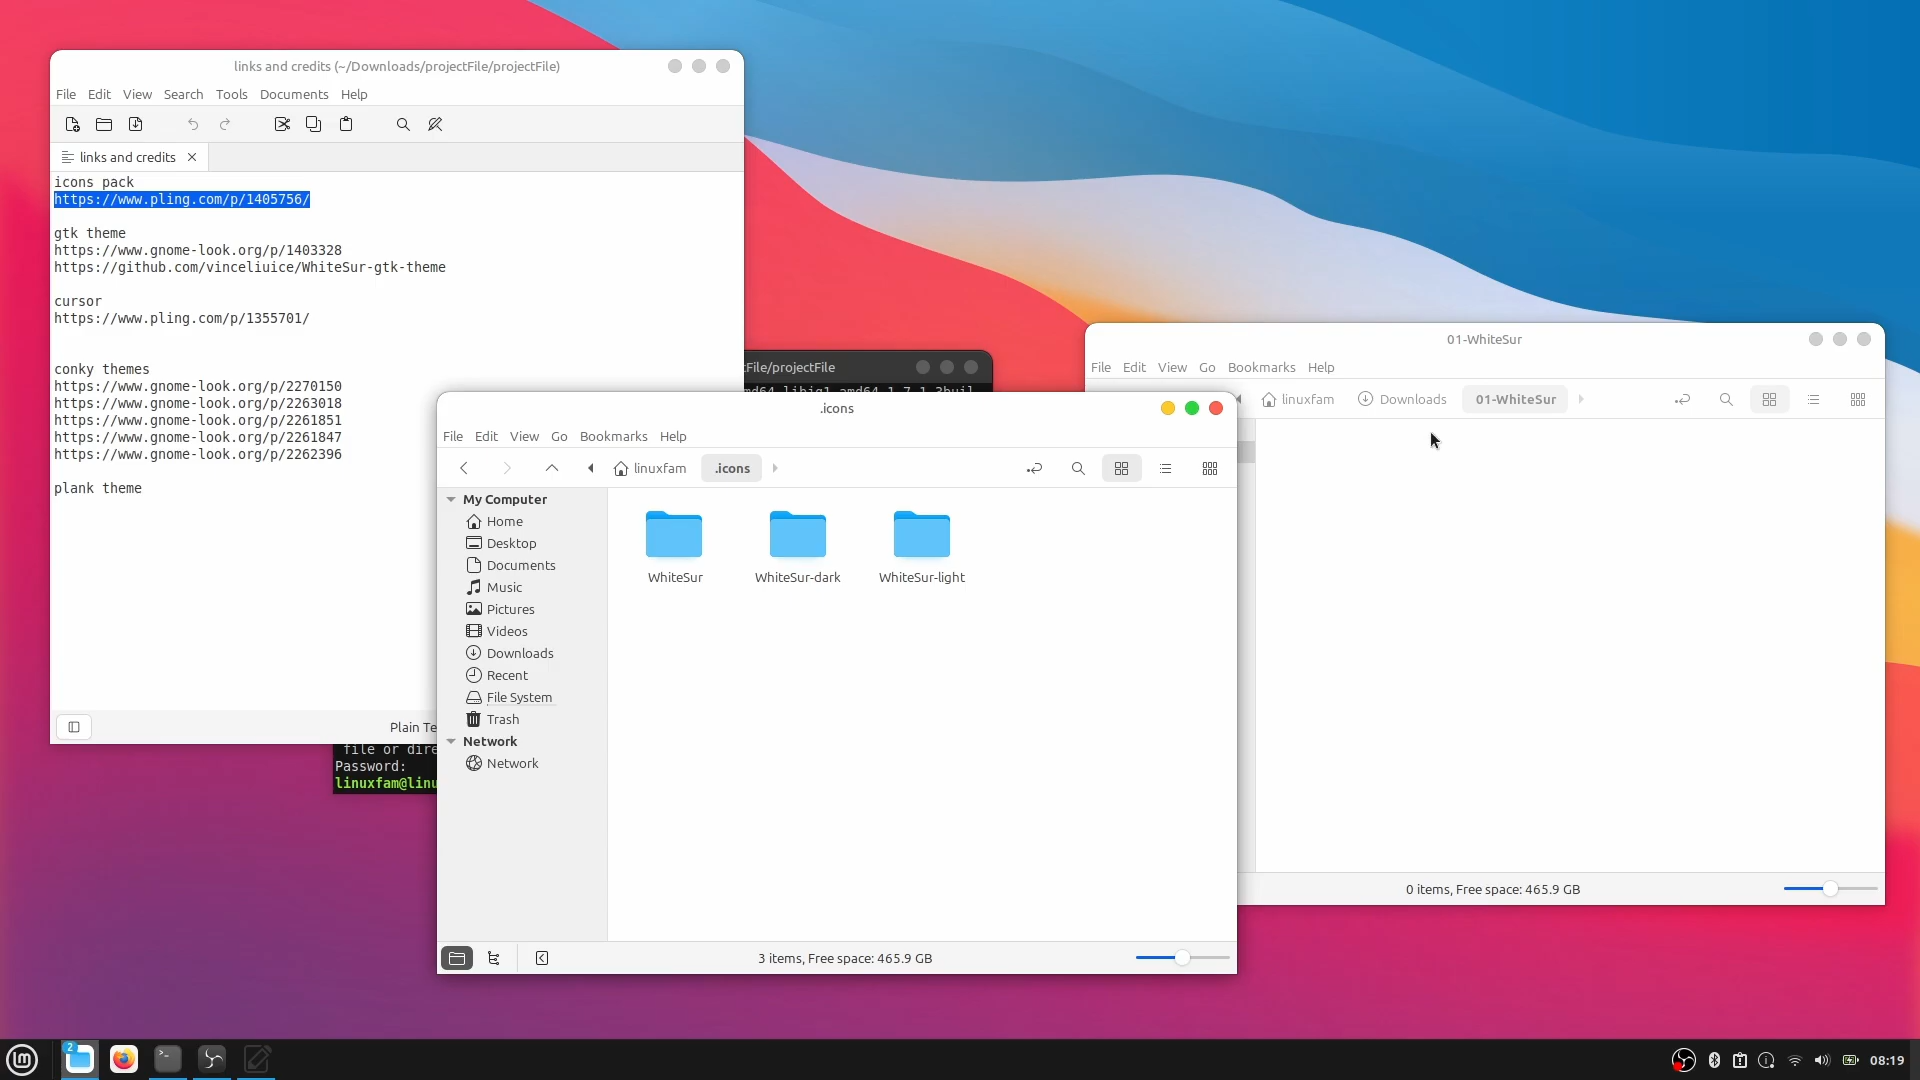 links and credits (~/Downloads/projectFile/projectFile)
File Edit View Search Tools Documents Help
links and credits
icons pack
https://www.pling.com/p/1405756/
gtk theme
https://www.gnome-look.org/p/1403328
https://github.com/vinceliuice/WhiteSur-gtk-theme
cursor
https://www.pling.com/p/1355701/
conky themes
https://www.gnome-look.org/p/2270150
https://www.gnome-look.org/p/2263018
https://www.gnome-look.org/p/2261851
https://www.gnome-look.org/p/2261847
https://www.gnome-look.org/p/2262396
plank theme
Plain Te
File/projectFile
file or dire
Password:
linuxfam@linu
.icons
File Edit View Go Bookmarks Help
linuxfam .icons
My Computer
Home
Desktop
Documents
Music
Pictures
Videos
Downloads
Recent
File System
Trash
Network
Network
WhiteSur WhiteSur-dark WhiteSur-light
3 items, Free space: 465.9 GB
01-WhiteSur
File Edit View Go Bookmarks Help
linuxfam Downloads 01-WhiteSur
0 items, Free space: 465.9 GB
2
08:19